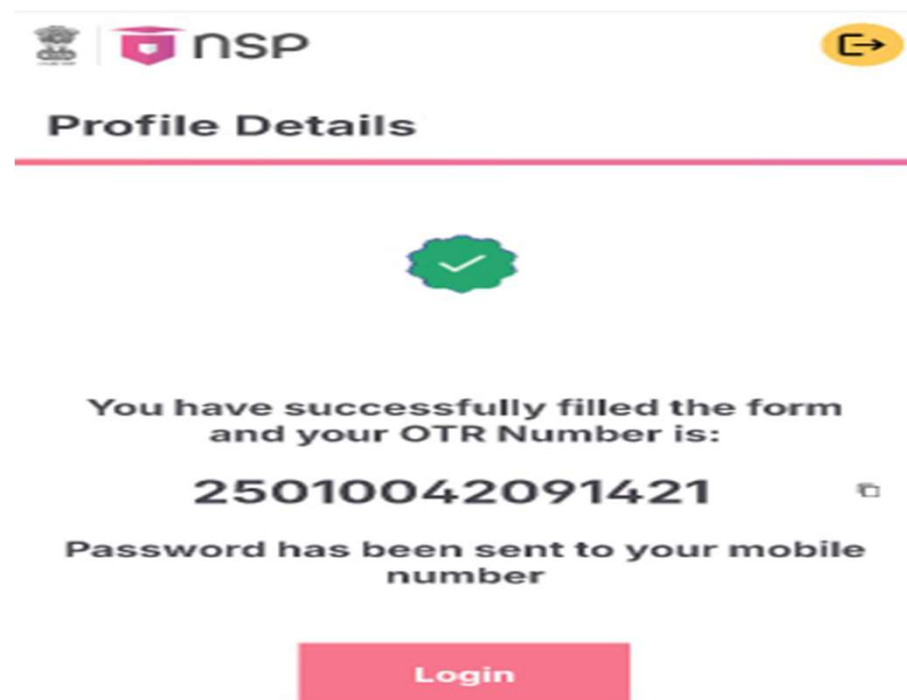 nsp
Profile Details
You have successfully filled the form
and your OTR Number is:
25010042091421
Password has been sent to your mobile
number
Login